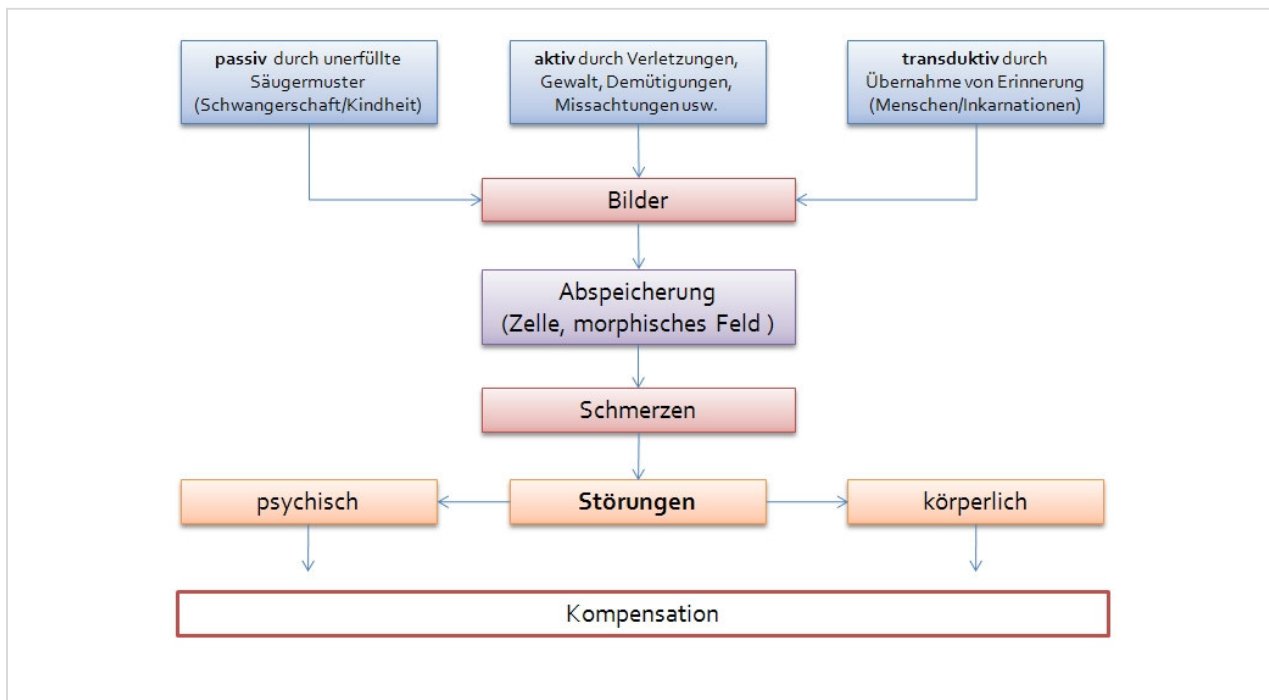 passiv durch unerfüllte
Säugermuster
(Schwangerschaft/Kindheit)
aktiv durch Verletzungen,
Gewalt, Demütigungen,
Missachtungen usw.
transduktiv durch
Übernahme von Erinnerung
(Menschen/Inkarnationen)
Bilder
Abspeicherung
(Zelle, morphisches Feld )
Schmerzen
psychisch
Störungen
körperlich
Kompensation